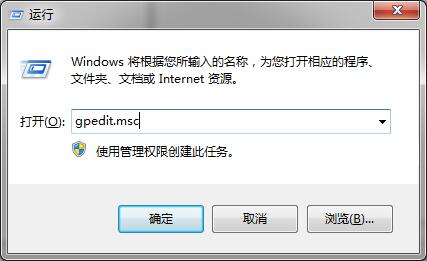 运行
Windows 将根据您所输入的名称，为您打开相应的程序、
文件夹、文档或 Internet 资源。
打开(O): gpedit.msc
使用管理权限创建此任务。
确定 取消 浏览(B)...